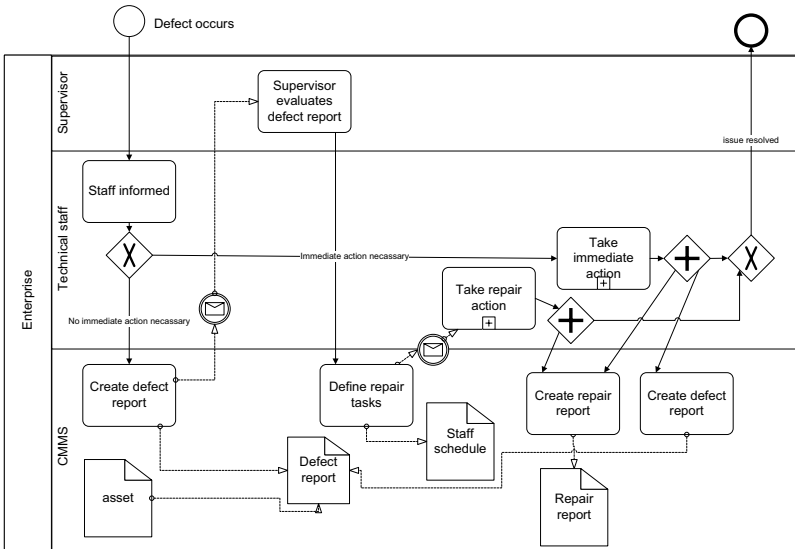 Defect occurs
Enterprise
Supervisor
Supervisor
evaluates
defect report
issue resolved
Technical staff
Staff informed
Immediate action necassary
Take
immediate
action
Take repair
action
No immediate action necassary
CMMS
Create defect
report
Define repair
tasks
Create repair
report
Create defect
report
Staff
schedule
Defect
report
asset
Repair
report